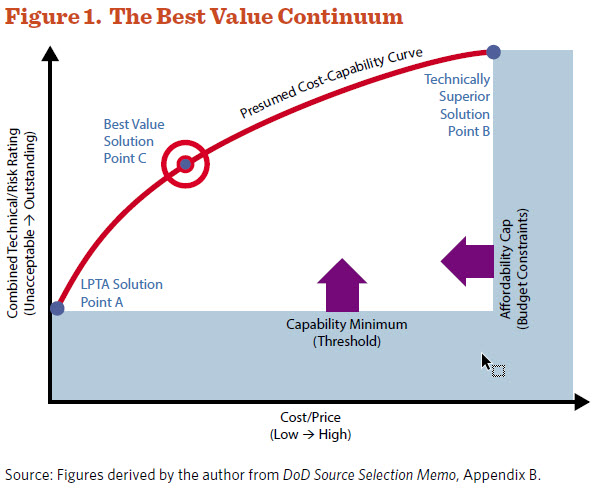 Figure 1. The Best Value Continuum
Combined Technical/Risk Rating
(Unacceptable → Outstanding)
Presumed Cost-Capability Curve
Technically
Superior
Solution
Point B
Best Value
Solution
Point C
LPTA Solution
Point A
Affordability Cap
(Budget Constraints)
Capability Minimum
(Threshold)
Cost/Price
(Low → High)
Source: Figures derived by the author from DoD Source Selection Memo, Appendix B.